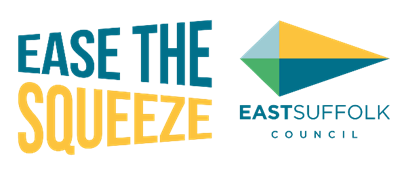 EASE THE
SQUEEZE
EASTSUFFOLK
COUNCIL